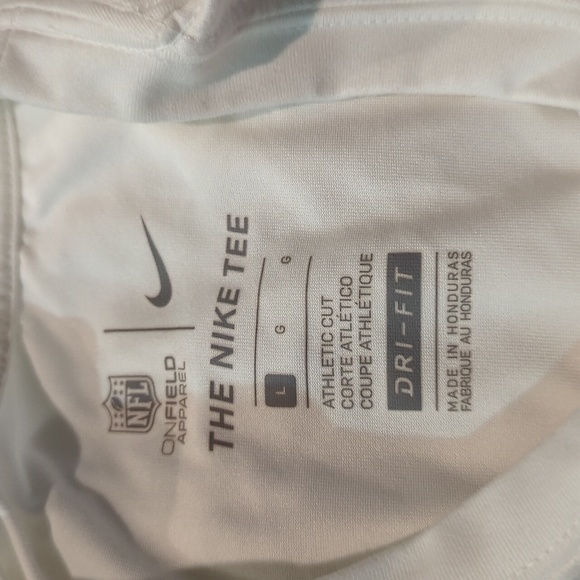 NFL
ONFIELD
APPAREL
THE NIKE TEE
L G G
ATHLETIC CUT
CORTE ATLÉTICO
COUPE ATHLÉTIQUE
DRI-FIT
MADE IN HONDURAS
FABRIQUE AU HONDURAS